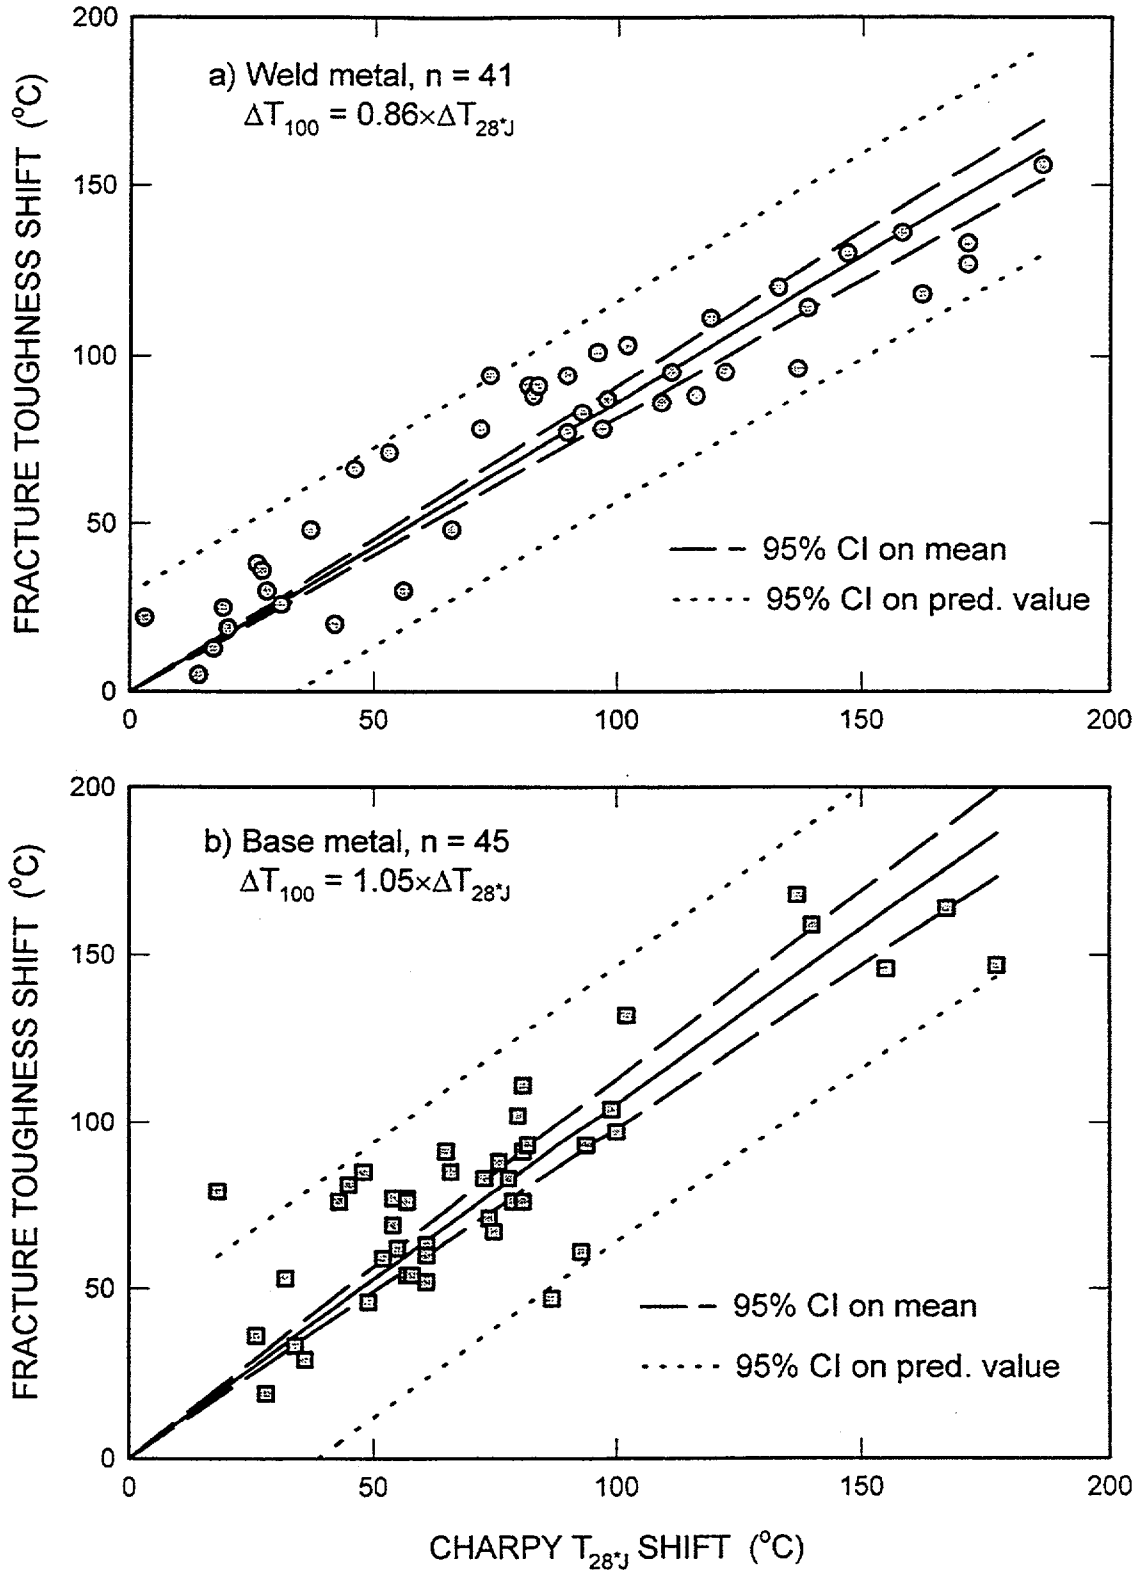 200
150
100
50
0
FRACTURE TOUGHNESS SHIFT (°C)
a) Weld metal, n = 41
ΔT100 = 0.86×ΔT28*J
95% CI on mean
95% CI on pred. value
0 50 100 150 200
200
150
100
50
0
FRACTURE TOUGHNESS SHIFT (°C)
b) Base metal, n = 45
ΔT100 = 1.05×ΔT28*J
95% CI on mean
95% CI on pred. value
0 50 100 150 200
CHARPY T28*J SHIFT (°C)